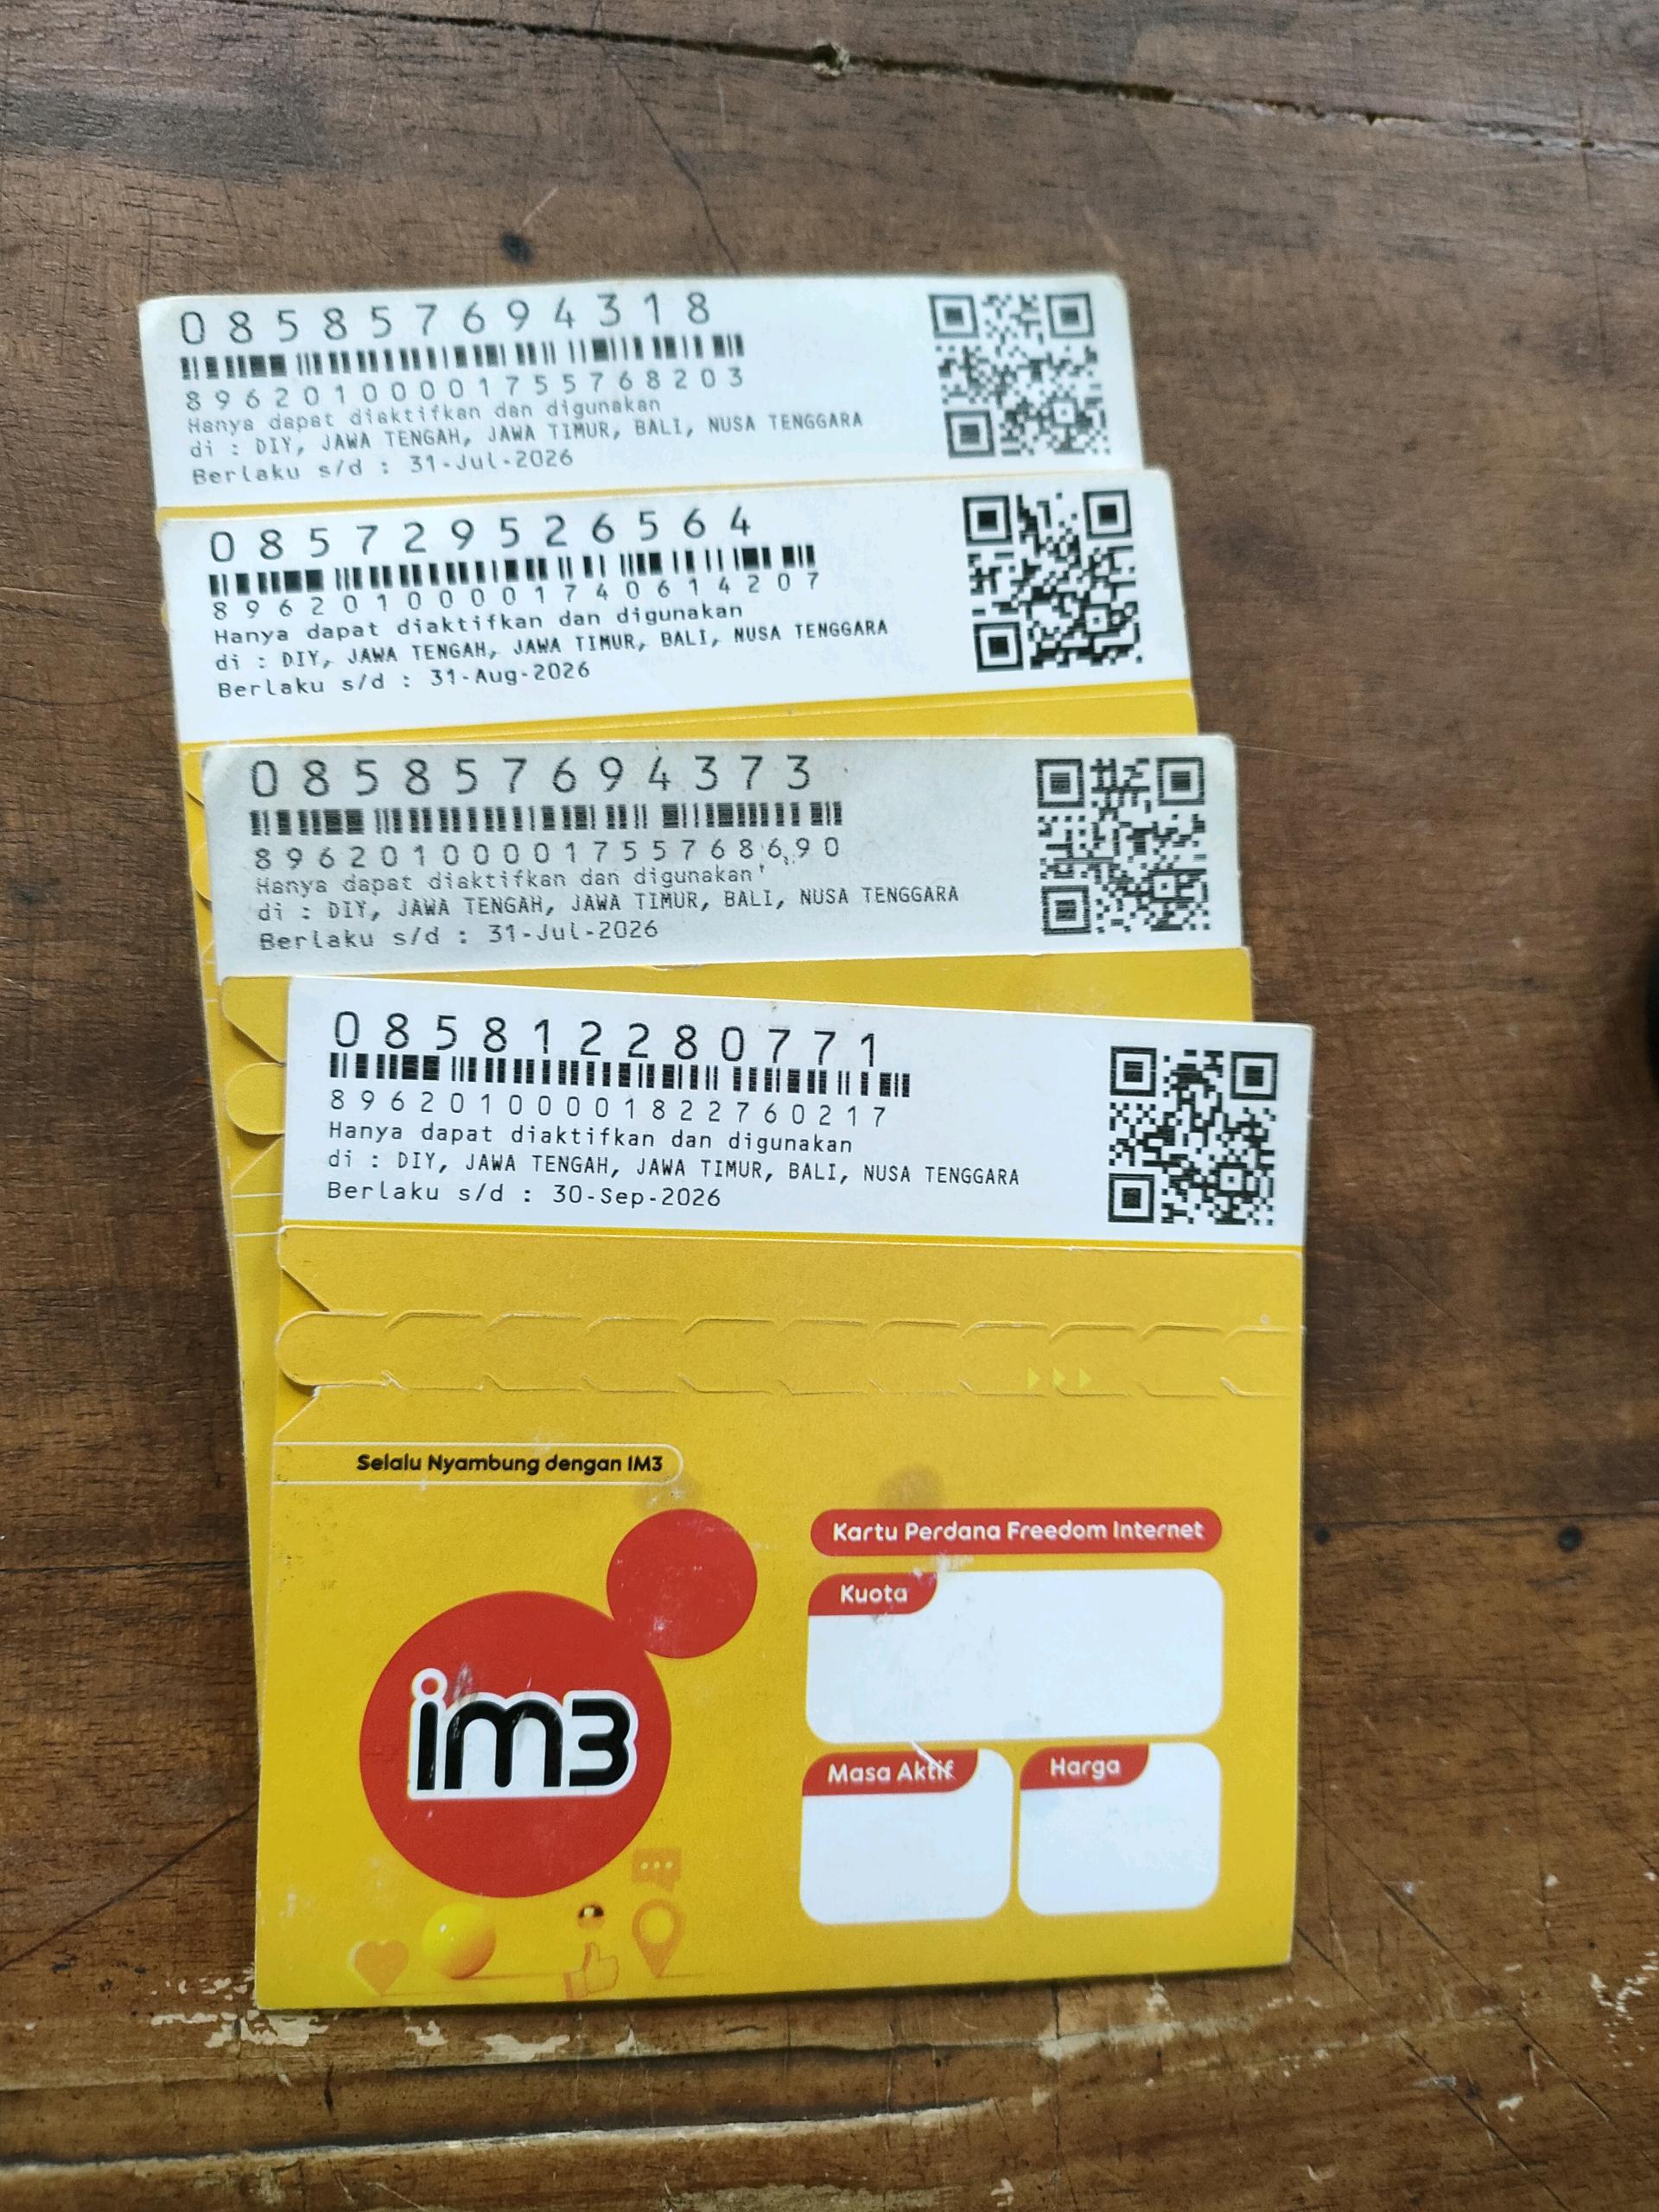 085857694318
89620100001755768203
Hanya dapat diaktifkan dan digunakan
di : DIY, JAWA TENGAH, JAWA TIMUR, BALI, NUSA TENGGARA
Berlaku s/d : 31-Jul-2026
085729526564
89620100001740614207
Hanya dapat diaktifkan dan digunakan
di : DIY, JAWA TENGAH, JAWA TIMUR, BALI, NUSA TENGGARA
Berlaku s/d : 31-Aug-2026
085857694373
89620100001755768690
Hanya dapat diaktifkan dan digunakan
di : DIY, JAWA TENGAH, JAWA TIMUR, BALI, NUSA TENGGARA
Berlaku s/d : 31-Jul-2026
085812280771
89620100001822760217
Hanya dapat diaktifkan dan digunakan
di : DIY, JAWA TENGAH, JAWA TIMUR, BALI, NUSA TENGGARA
Berlaku s/d : 30-Sep-2026
Selalu Nyambung dengan IM3
im3
Kartu Perdana Freedom Internet
Kuota
Masa Aktif
Harga